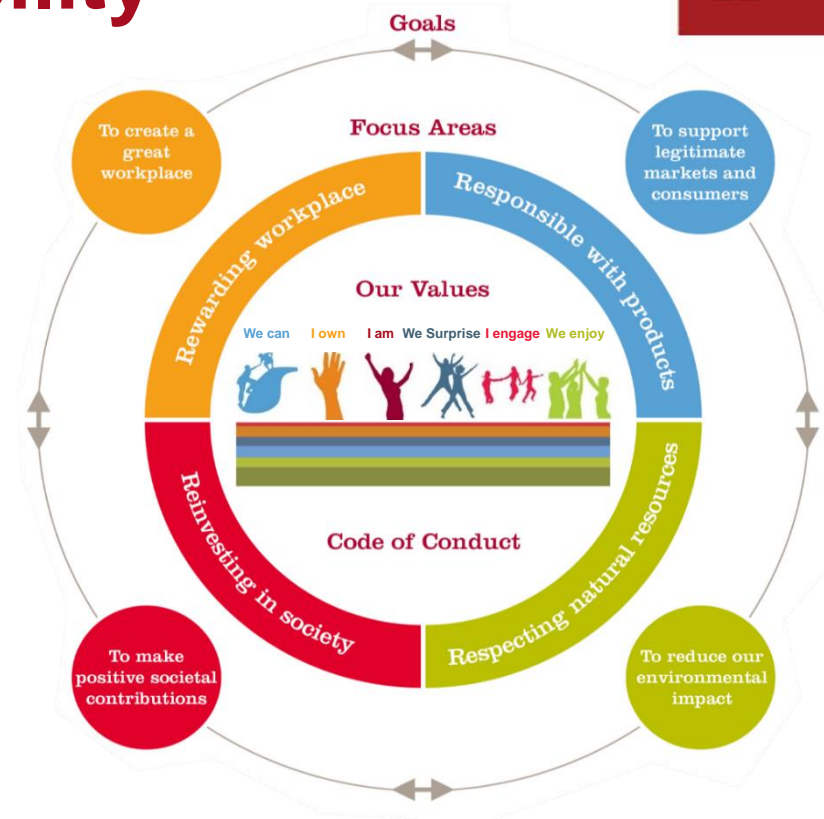 Goals
Focus Areas
To create a
great
workplace
To support
legitimate
markets and
consumers
Rewarding workplace
Responsible with products
Our Values
We can I own I am We Surprise I engage We enjoy
Code of Conduct
Reinvesting in society
Respecting natural resources
To make
positive societal
contributions
To reduce our
environmental
impact